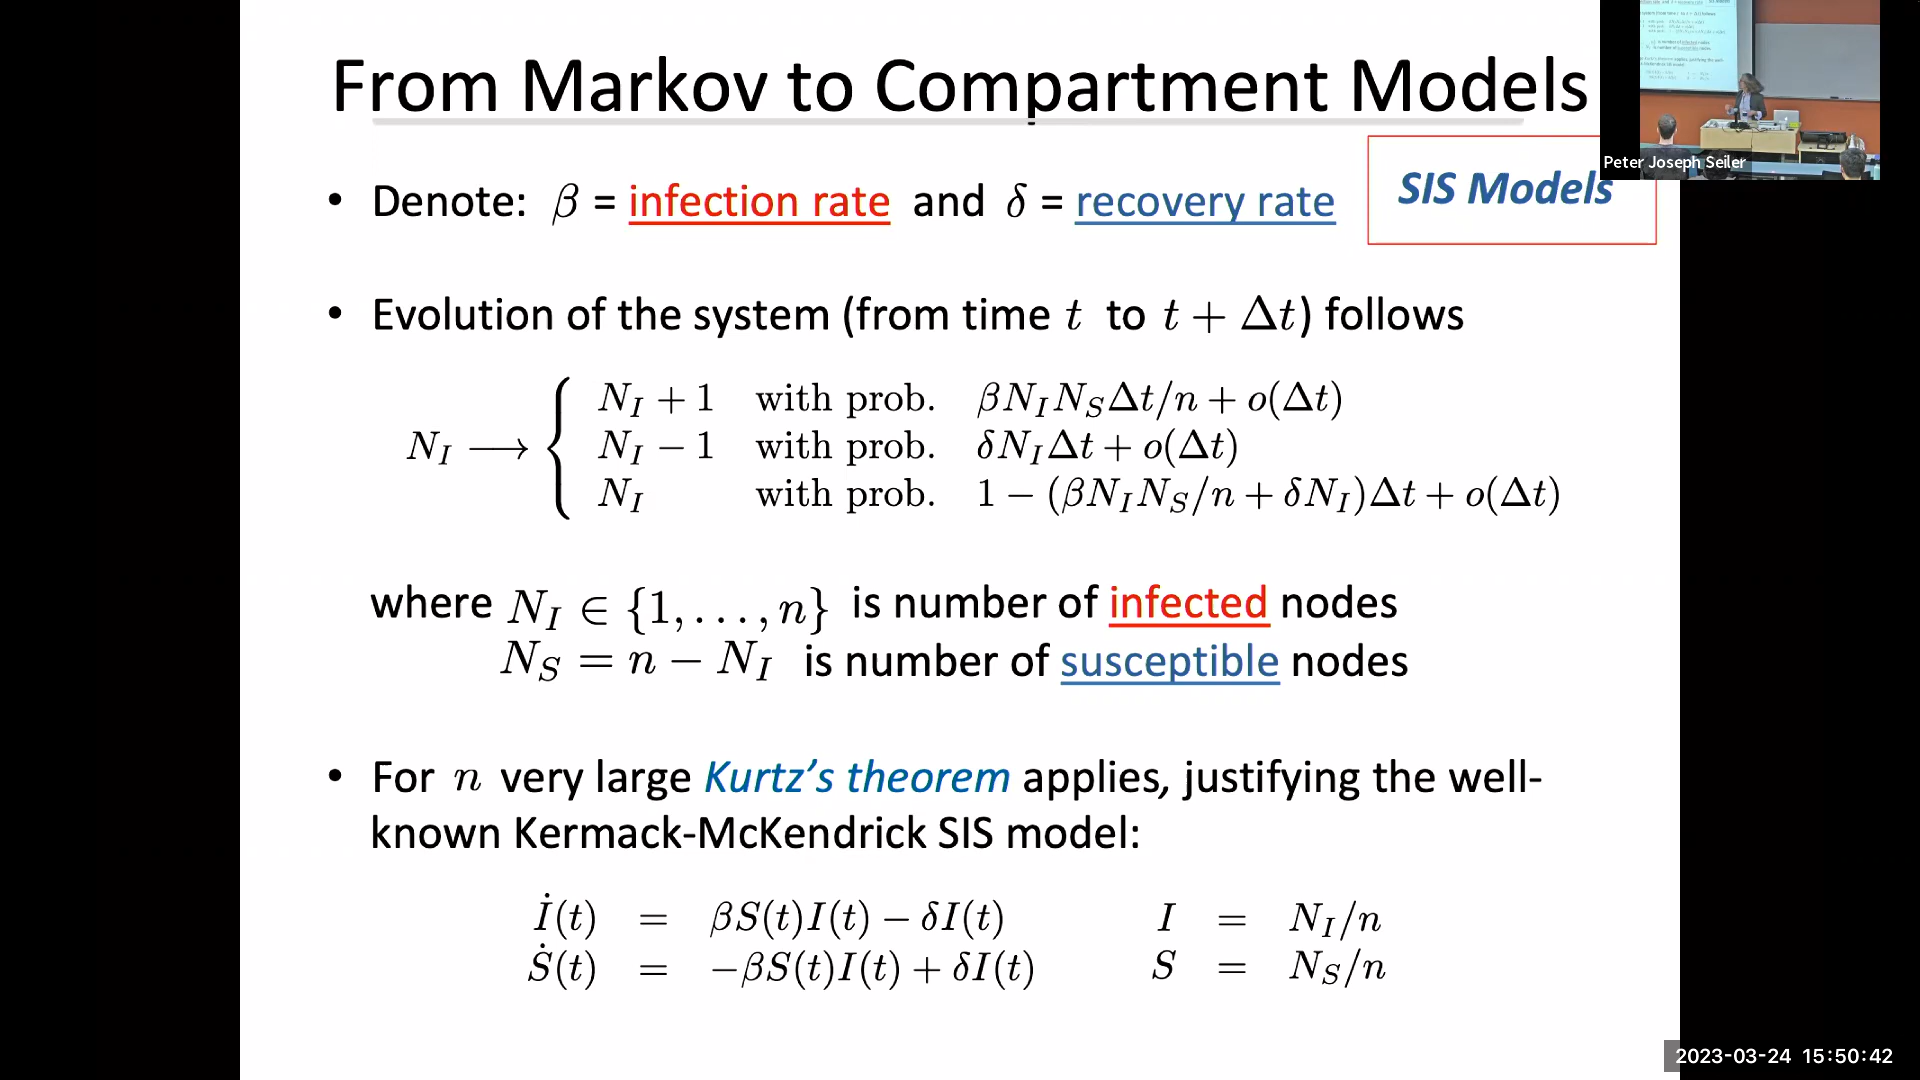 From Markov to Compartment Models
Peter Joseph Seiler
SIS Models
• Denote: β = infection rate and δ = recovery rate
• Evolution of the system (from time t to t + Δt) follows
N_I ⟶ { N_I + 1 with prob. βN_I N_S Δt/n + o(Δt)
N_I − 1 with prob. δN_I Δt + o(Δt)
N_I with prob. 1 − (βN_I N_S/n + δN_I)Δt + o(Δt)
where N_I ∈ {1, . . . , n} is number of infected nodes
N_S = n − N_I is number of susceptible nodes
• For n very large Kurtz’s theorem applies, justifying the well-
known Kermack-McKendrick SIS model:
İ(t) = βS(t)I(t) − δI(t) I = N_I/n
Ṡ(t) = −βS(t)I(t) + δI(t) S = N_S/n
2023-03-24 15:50:42